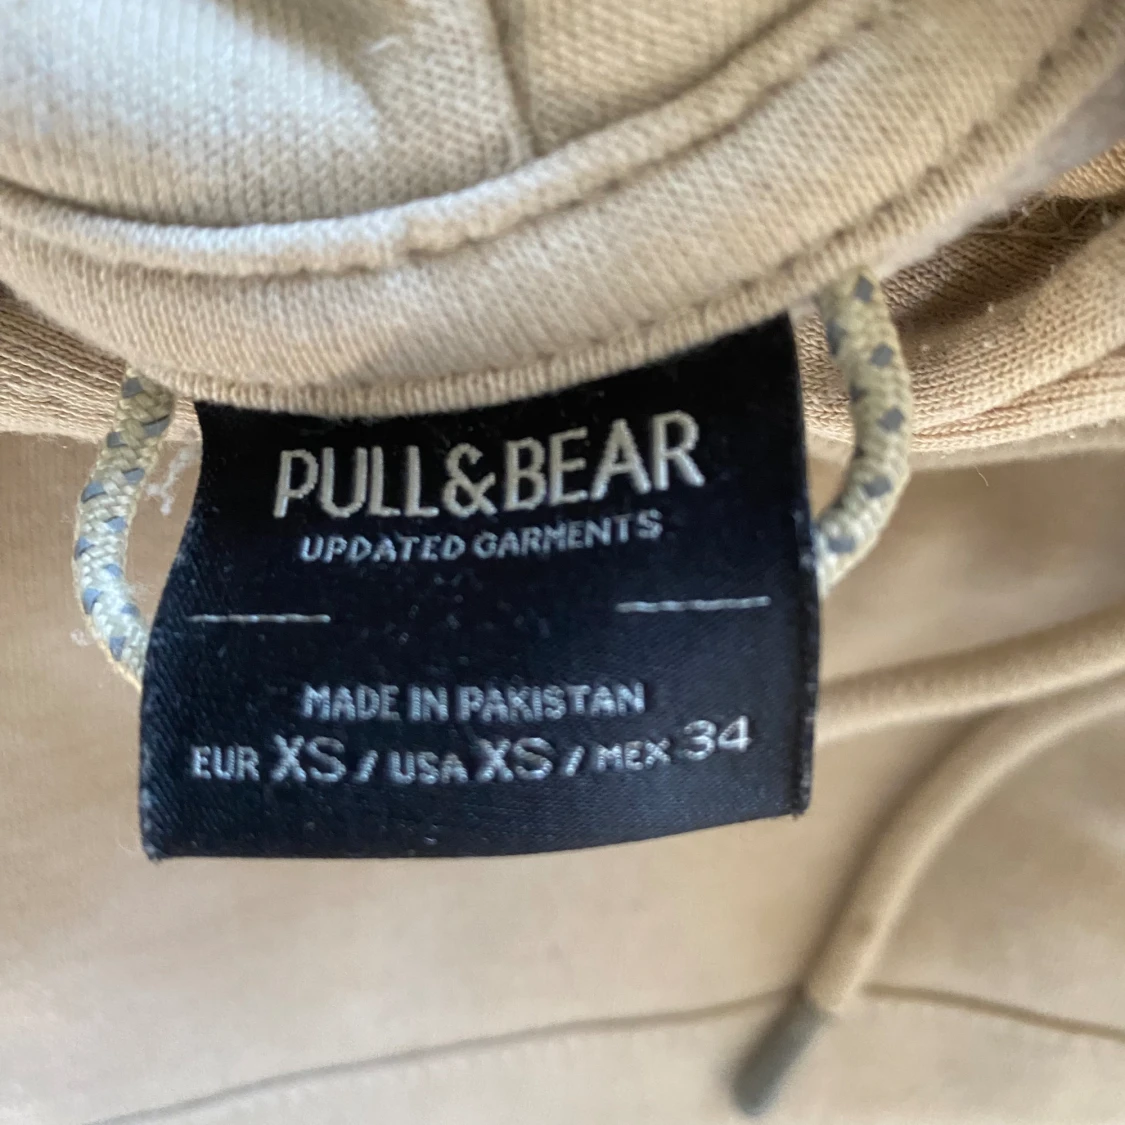 PULL&BEAR
UPDATED GARMENTS
MADE IN PAKISTAN
EUR XS / USA XS / MEX 34